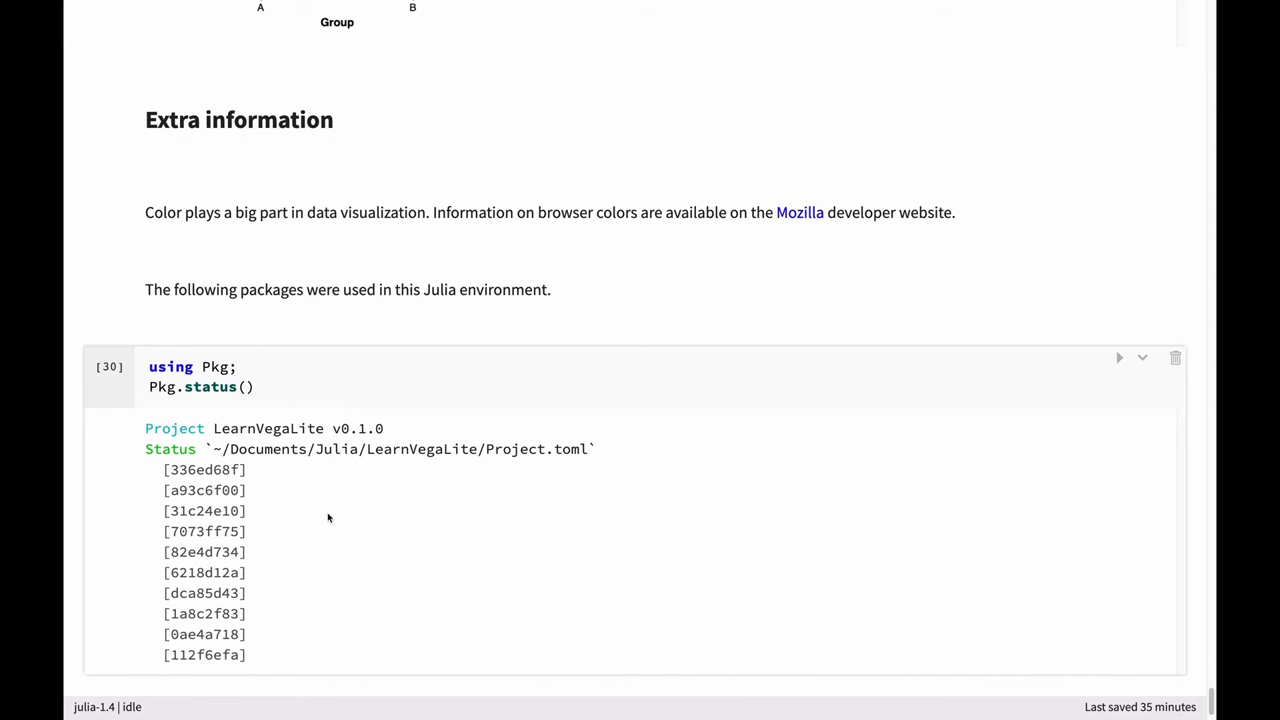 A B
Group
Extra information
Color plays a big part in data visualization. Information on browser colors are available on the Mozilla developer website.
The following packages were used in this Julia environment.
[30] using Pkg;
Pkg.status()
Project LearnVegaLite v0.1.0
Status `~/Documents/Julia/LearnVegaLite/Project.toml`
[336ed68f]
[a93c6f00]
[31c24e10]
[7073ff75]
[82e4d734]
[6218d12a]
[dca85d43]
[1a8c2f83]
[0ae4a718]
[112f6efa]
julia-1.4 | idle Last saved 35 minutes